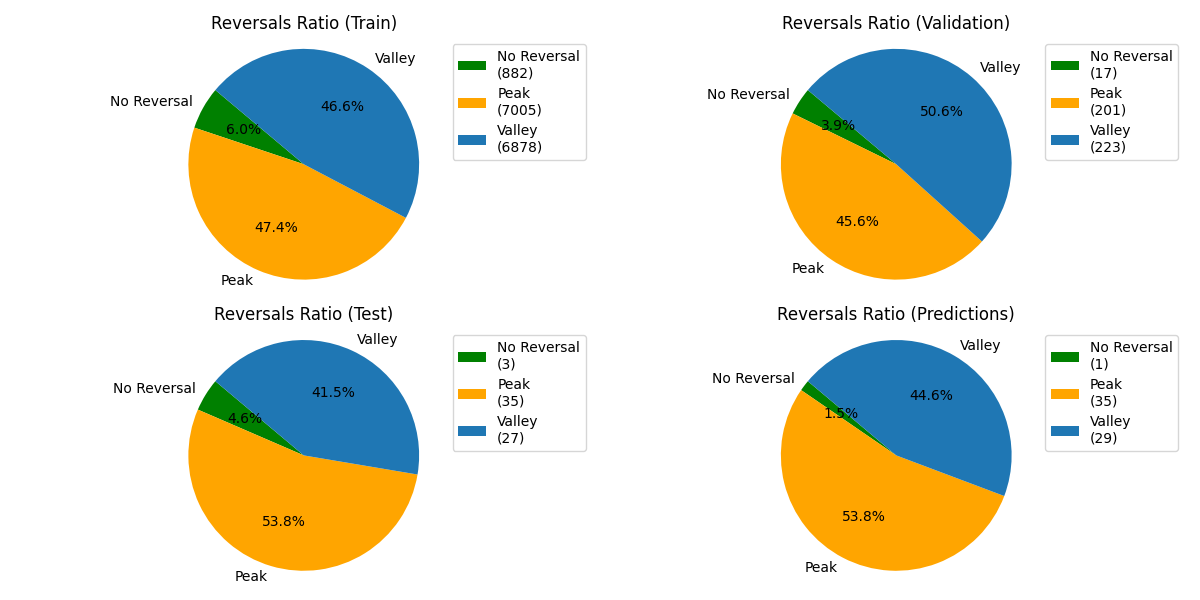 Reversals Ratio (Train)
Valley
No Reversal
46.6%
6.0%
47.4%
Peak
No Reversal
(882)
Peak
(7005)
Valley
(6878)
Reversals Ratio (Validation)
Valley
No Reversal
50.6%
3.9%
45.6%
Peak
No Reversal
(17)
Peak
(201)
Valley
(223)
Reversals Ratio (Test)
Valley
No Reversal
41.5%
4.6%
53.8%
Peak
No Reversal
(3)
Peak
(35)
Valley
(27)
Reversals Ratio (Predictions)
Valley
No Reversal
44.6%
1.5%
53.8%
Peak
No Reversal
(1)
Peak
(35)
Valley
(29)